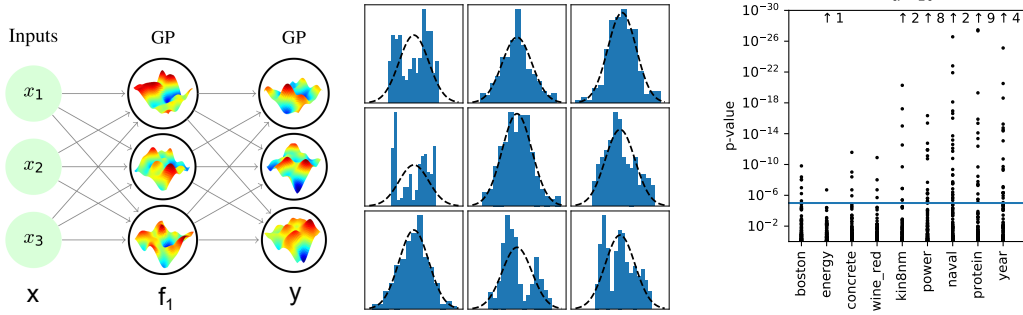 Inputs
GP
GP
x1
x2
x3
x
f1
y
10−30
10−26
10−22
10−18
10−14
10−10
10−6
10−2
p-value
↑ 1
↑ 2
↑ 8
↑ 2
↑ 9
↑ 4
boston
energy
concrete
wine_red
kin8nm
power
naval
protein
year